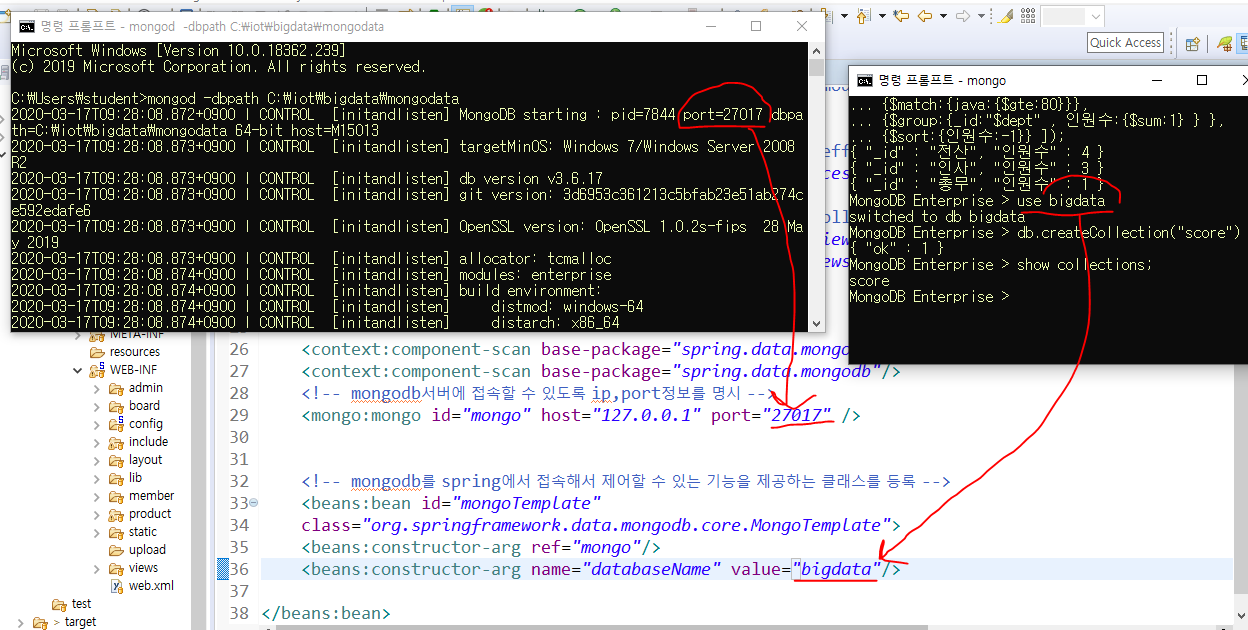 명령 프롬프트 - mongod -dbpath C:₩iot₩bigdata₩mongodata
Microsoft Windows [Version 10.0.18362.239]
(c) 2019 Microsoft Corporation. All rights reserved.
C:₩Users₩student>mongod -dbpath C:₩iot₩bigdata₩mongodata
2020-03-17T09:28:08.872+0900 I CONTROL [initandlisten] MongoDB starting : pid=7844 port=27017 dbpa
th=C:₩iot₩bigdata₩mongodata 64-bit host=M15013
2020-03-17T09:28:08.873+0900 I CONTROL [initandlisten] targetMinOS: Windows 7/Windows Server 2008
R2
2020-03-17T09:28:08.873+0900 I CONTROL [initandlisten] db version v3.6.17
2020-03-17T09:28:08.873+0900 I CONTROL [initandlisten] git version: 3d6953c361213c5bfab23e51ab274c
e592edafe6
2020-03-17T09:28:08.873+0900 I CONTROL [initandlisten] OpenSSL version: OpenSSL 1.0.2s-fips 28 Ma
y 2019
2020-03-17T09:28:08.873+0900 I CONTROL [initandlisten] allocator: tcmalloc
2020-03-17T09:28:08.874+0900 I CONTROL [initandlisten] modules: enterprise
2020-03-17T09:28:08.874+0900 I CONTROL [initandlisten] build environment:
2020-03-17T09:28:08.874+0900 I CONTROL [initandlisten] distmod: windows-64
2020-03-17T09:28:08.874+0900 I CONTROL [initandlisten] distarch: x86_64
Quick Access
명령 프롬프트 - mongo
... {$match:{java:{$gte:80}}},
... {$group:{_id:"$dept" , 인원수:{$sum:1} } },
... {$sort:{인원수:-1}} ]);
{ "_id" : "전산", "인원수" : 4 }
{ "_id" : "인사", "인원수" : 3 }
{ "_id" : "총무", "인원수" : 1 }
MongoDB Enterprise > use bigdata
switched to db bigdata
MongoDB Enterprise > db.createCollection("score")
{ "ok" : 1 }
MongoDB Enterprise > show collections;
score
MongoDB Enterprise >
META-INF
resources
WEB-INF
admin
board
config
include
layout
lib
member
product
static
upload
views
web.xml
test
> target
26 <context:component-scan base-package="spring.data.mongo
27 <context:component-scan base-package="spring.data.mongodb"/>
28 <!-- mongodb서버에 접속할 수 있도록 ip,port정보를 명시 -->
29 <mongo:mongo id="mongo" host="127.0.0.1" port="27017" />
30
31
32 <!-- mongodb를 spring에서 접속해서 제어할 수 있는 기능을 제공하는 클래스를 등록 -->
33 <beans:bean id="mongoTemplate"
34 class="org.springframework.data.mongodb.core.MongoTemplate">
35 <beans:constructor-arg ref="mongo"/>
36 <beans:constructor-arg name="databaseName" value="bigdata"/>
37
38 </beans:bean>